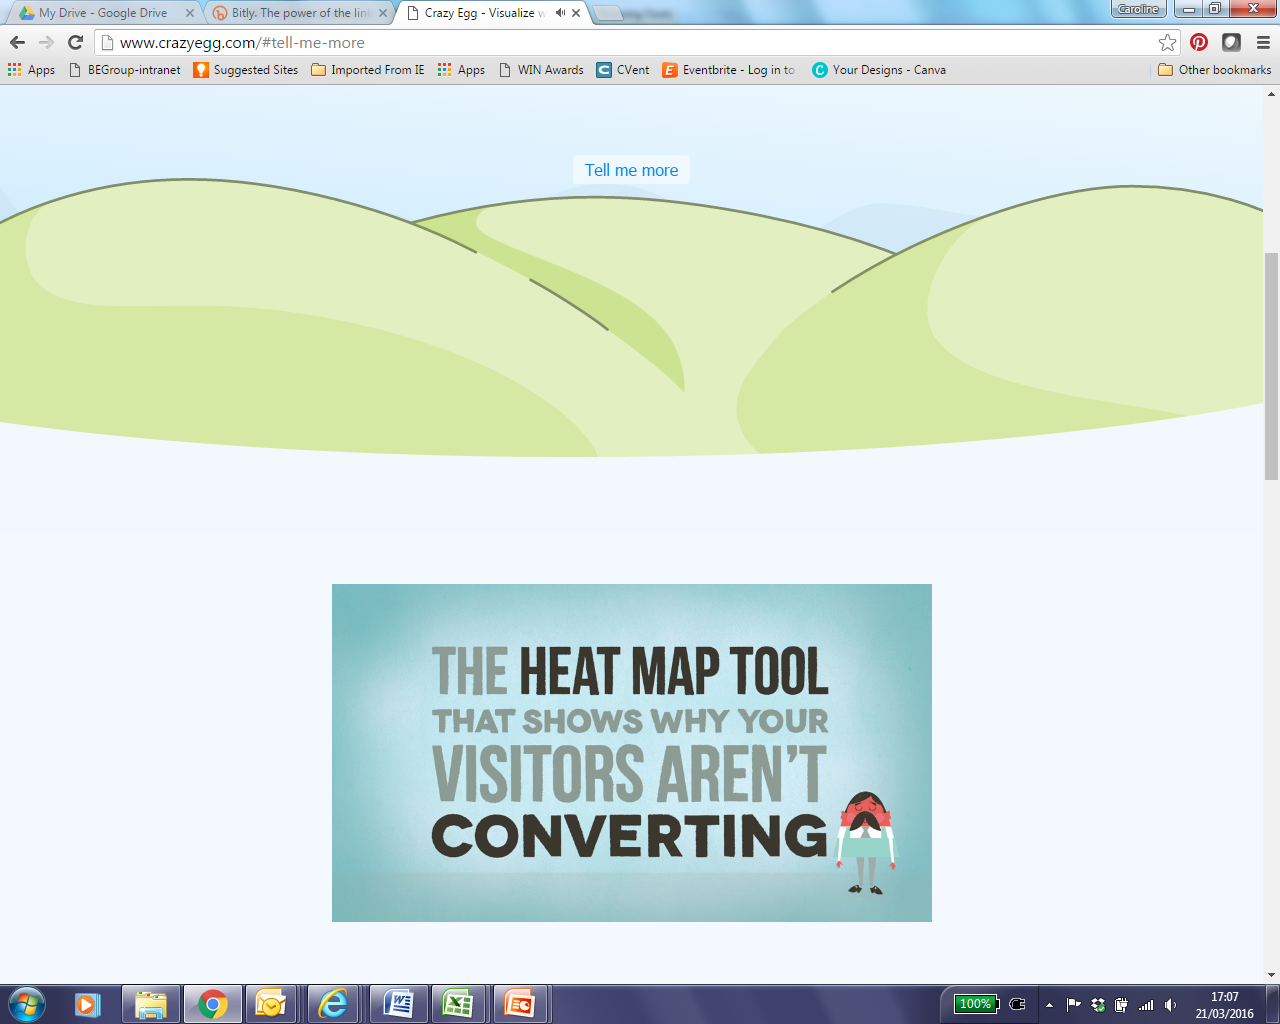 My Drive - Google Drive
Bitly. The power of the link
Crazy Egg - Visualize w
Caroline
www.crazyegg.com/#tell-me-more
Apps
BEGroup-intranet
Suggested Sites
Imported From IE
Apps
WIN Awards
CVent
Eventbrite - Log in to
Your Designs - Canva
Other bookmarks
Tell me more
THE HEAT MAP TOOL
THAT SHOWS WHY YOUR
VISITORS AREN'T
CONVERTING
100%
17:07
21/03/2016